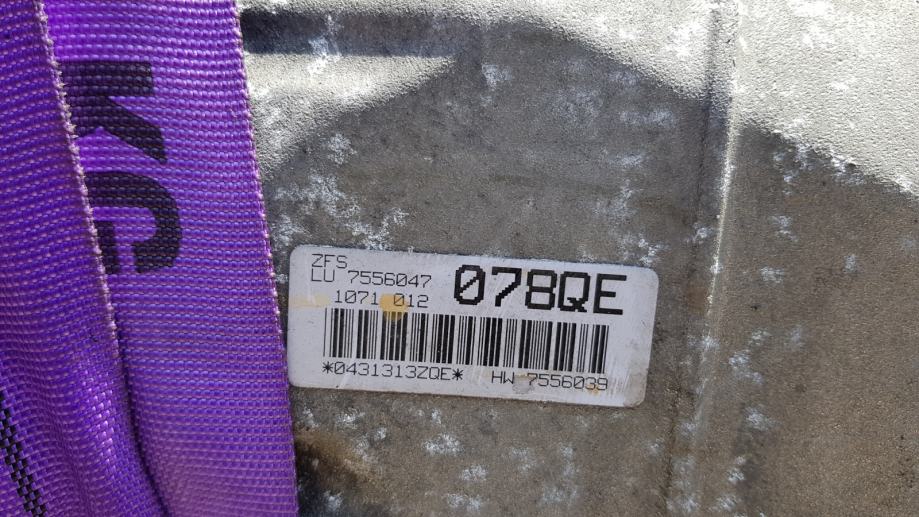 KG
ZFS
LU 7556047
1071 012
078QE
*0431313ZQE* HW 7556039